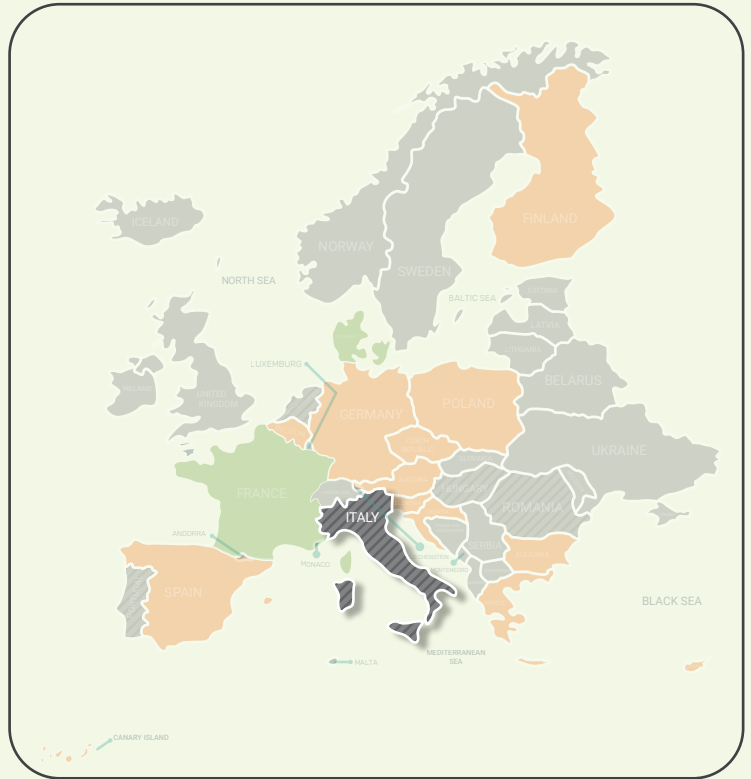 ICELAND
FINLAND
NORWAY
SWEDEN
NORTH SEA
BALTIC SEA
ESTONIA
LATVIA
LITHUANIA
LUXEMBURG
BELARUS
IRELAND
UNITED
KINGDOM
GERMANY
POLAND
UKRAINE
FRANCE
HUNGARY
ROMANIA
ITALY
ANDORRA
MONACO
SERBIA
SPAIN
BLACK SEA
MEDITERRANEAN
SEA
MALTA
CANARY ISLAND